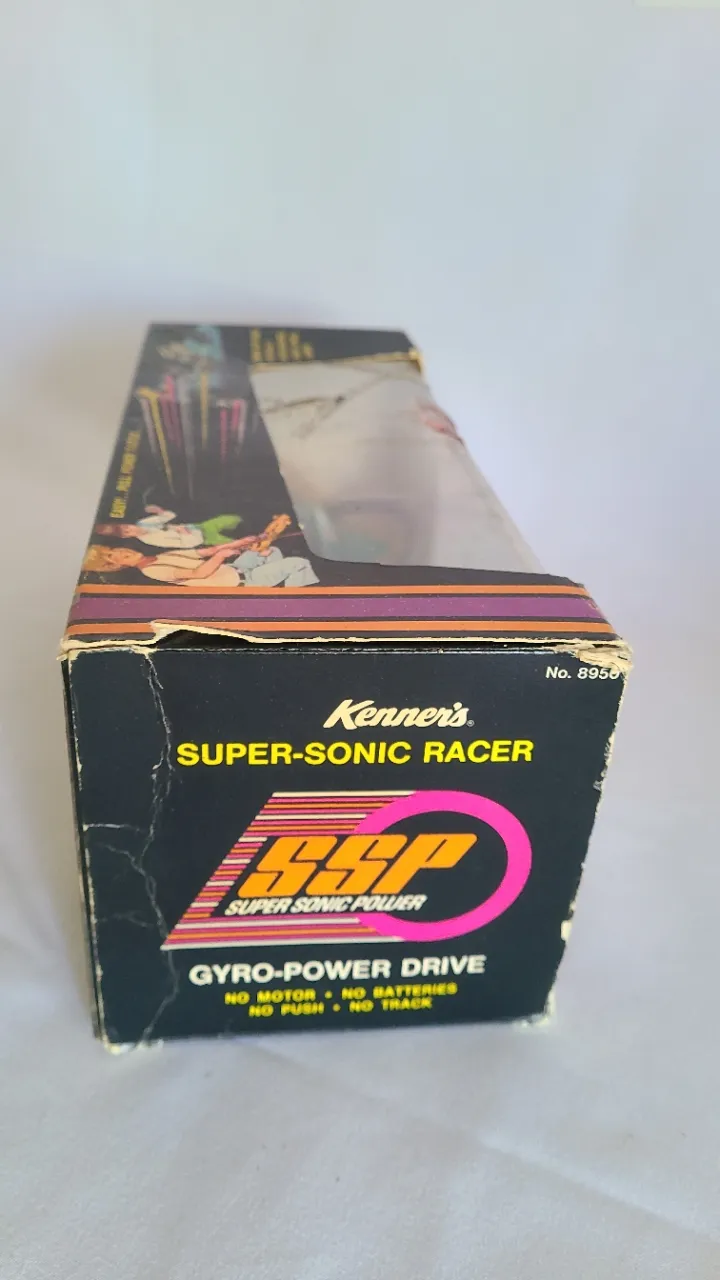 No. 8950
Kenner's®
SUPER-SONIC RACER
SSP
SUPER SONIC POWER
GYRO-POWER DRIVE
NO MOTOR • NO BATTERIES
NO PUSH • NO TRACK